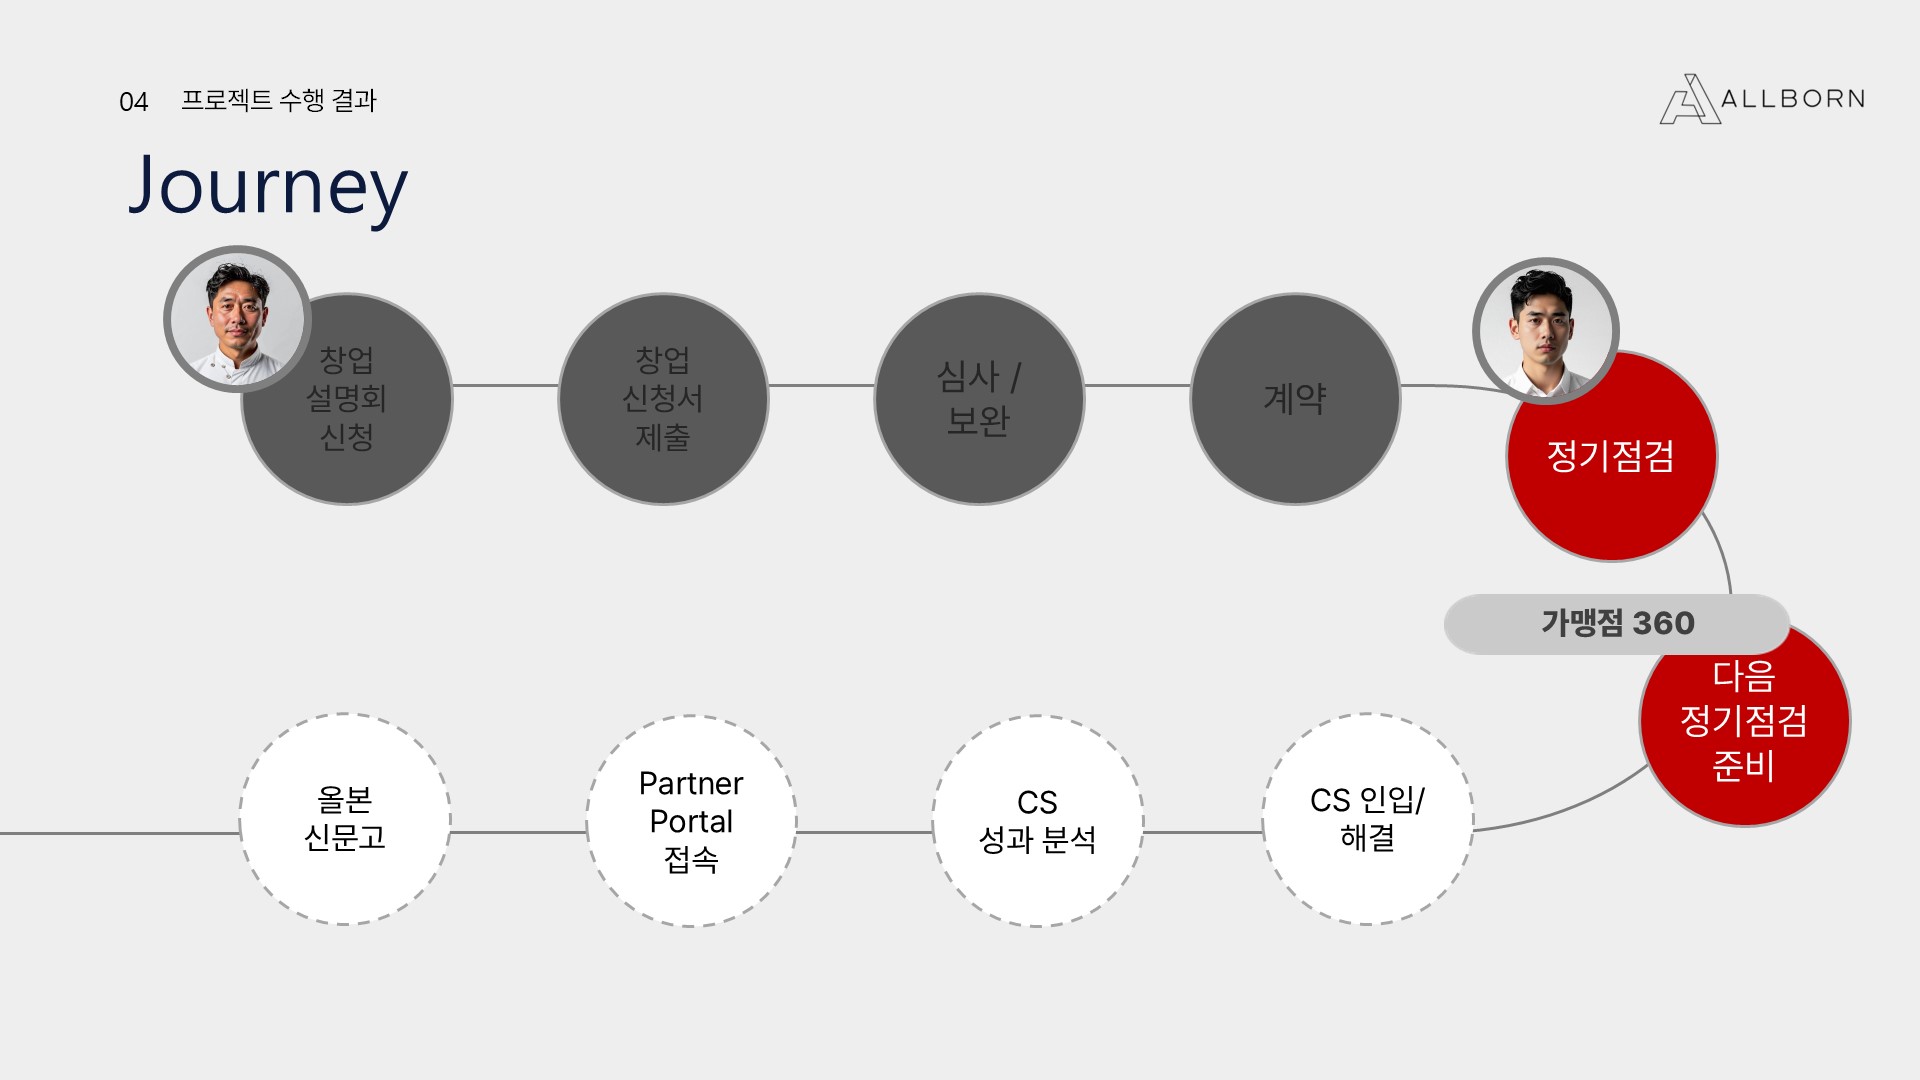 04 프로젝트 수행 결과
ALLBORN
Journey
창업
설명회
신청
창업
신청서
제출
심사 /
보완
계약
정기점검
가맹점 360
다음
정기점검
준비
올본
신문고
Partner
Portal
접속
CS
성과 분석
CS 인입/
해결